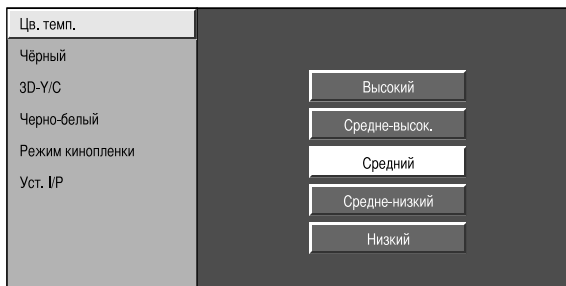 Цв. темп.
Чёрный
3D-Y/C
Черно-белый
Режим кинопленки
Уст. I/P
Высокий
Средне-высок.
Средний
Средне-низкий
Низкий